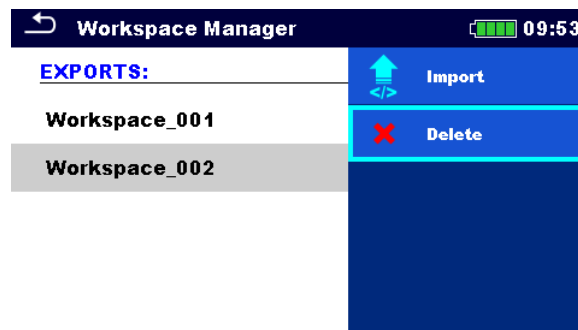 Workspace Manager
09:53
EXPORTS:
Workspace_001
Workspace_002
</>
Import
Delete